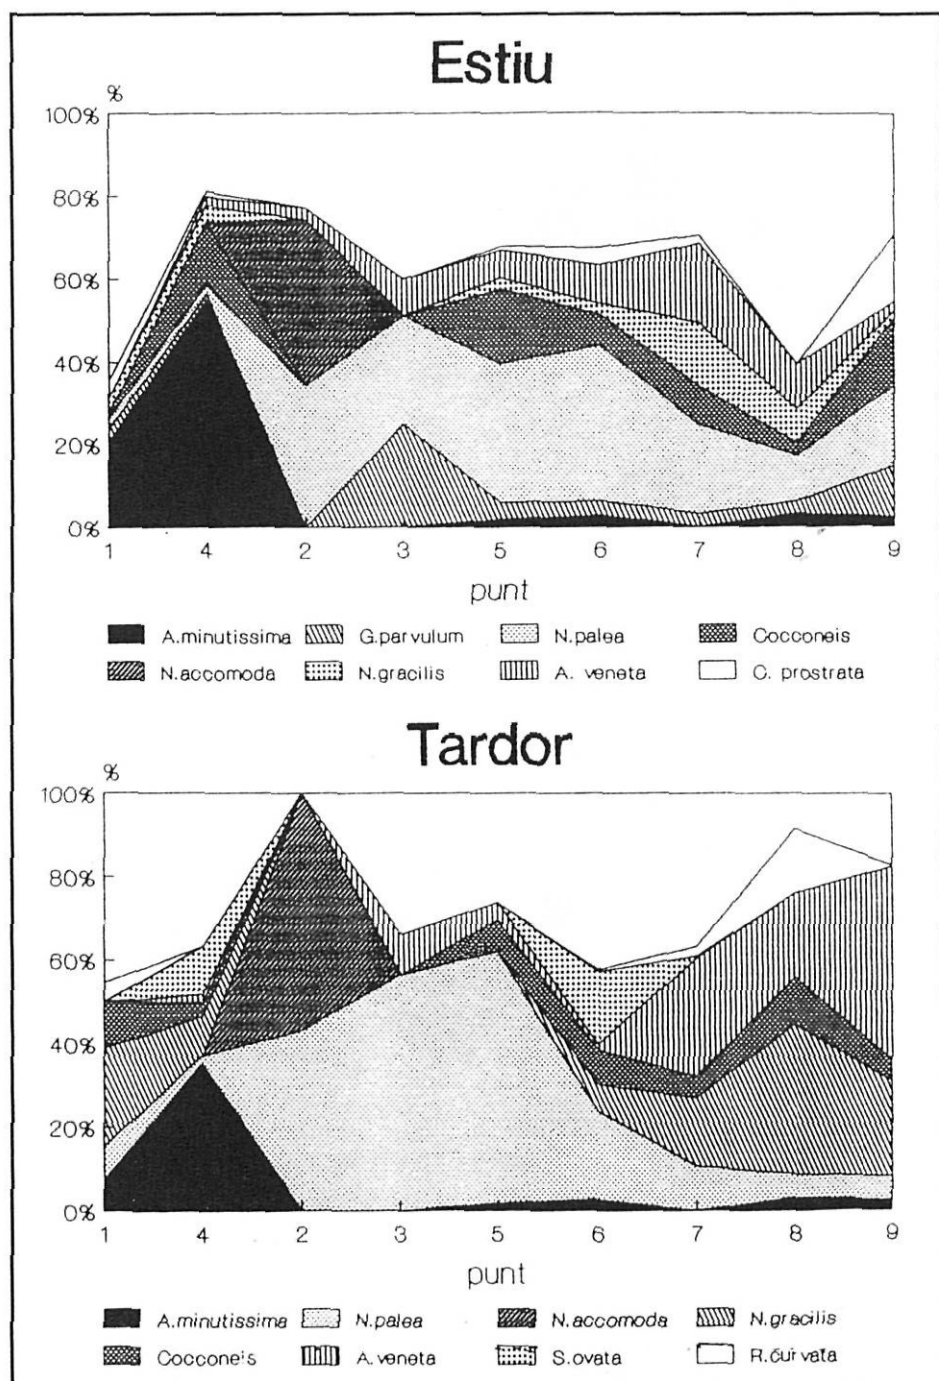 Estiu
%
100%
80%
60%
40%
20%
0%
1 4 2 3 5 6 7 8 9
punt
A.minutissima G.parvulum N.palea Cocconeis
N.accomoda N.gracilis A. veneta C. prostrata
Tardor
%
100%
80%
60%
40%
20%
0%
1 4 2 3 5 6 7 8 9
punt
A.minutissima N.palea N.accomoda N.gracilis
Cocconeis A.veneta S.ovata R.curvata